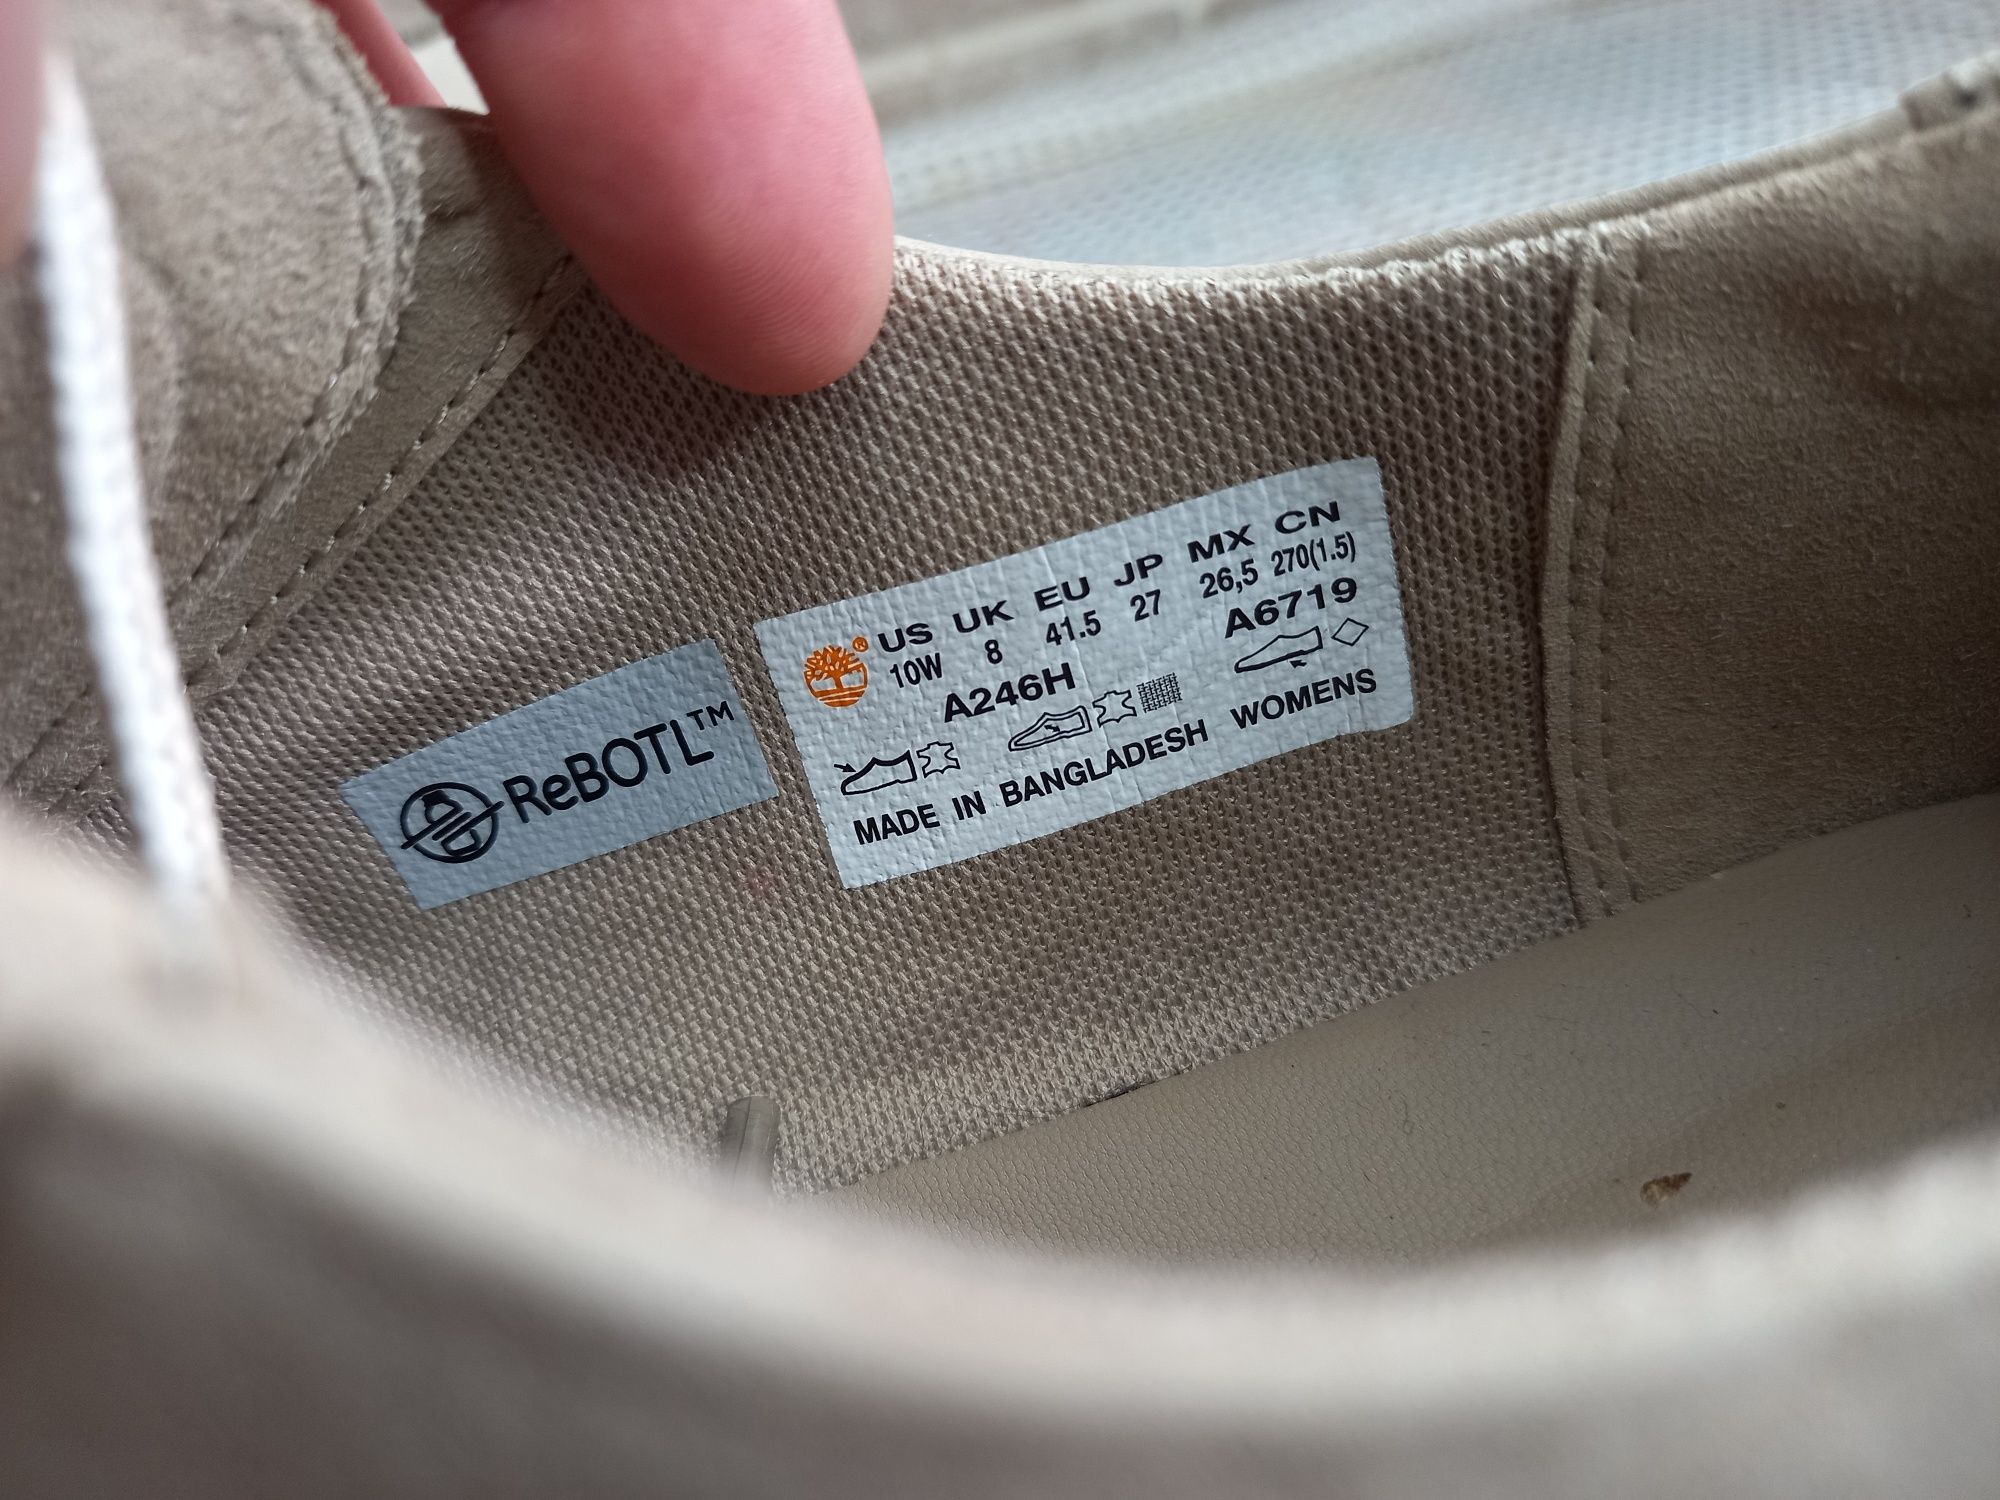 ReBOTL™
® US UK EU JP MX CN
10W 8 41.5 27 26,5 270(1.5)
A246H A6719
MADE IN BANGLADESH WOMENS